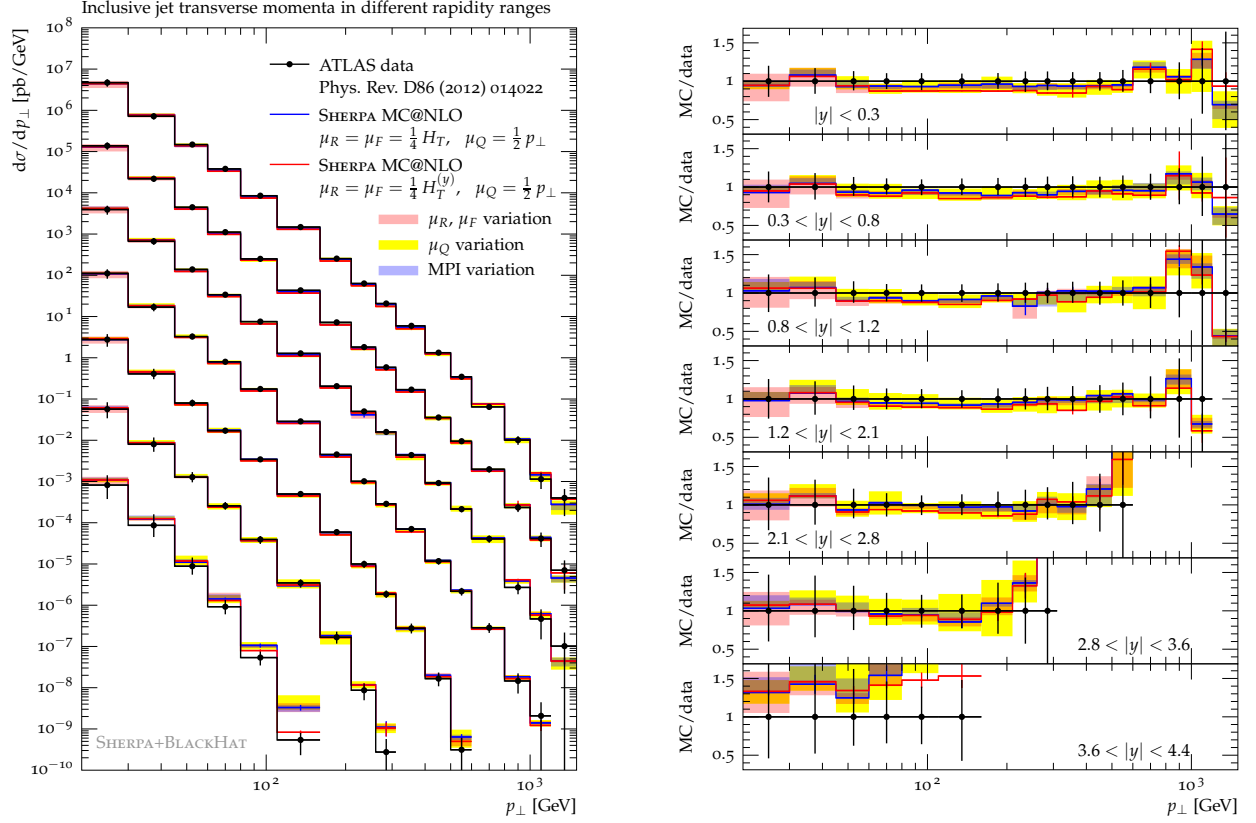 Inclusive jet transverse momenta in different rapidity ranges
dσ/dp⊥ [pb/GeV]
10^8
10^7
10^6
10^5
10^4
10^3
10^2
10^1
1
10^−1
10^−2
10^−3
10^−4
10^−5
10^−6
10^−7
10^−8
10^−9
10^−10
ATLAS data
Phys. Rev. D86 (2012) 014022
SHERPA MC@NLO
μR = μF = 1/4 HT, μQ = 1/2 p⊥
SHERPA MC@NLO
μR = μF = 1/4 HT^(y), μQ = 1/2 p⊥
μR, μF variation
μQ variation
MPI variation
SHERPA+BLACKHAT
10^2
10^3
p⊥ [GeV]
MC/data
1.5
1
0.5
|y| < 0.3
MC/data
1.5
1
0.5
0.3 < |y| < 0.8
MC/data
1.5
1
0.5
0.8 < |y| < 1.2
MC/data
1.5
1
0.5
1.2 < |y| < 2.1
MC/data
1.5
1
0.5
2.1 < |y| < 2.8
MC/data
1.5
1
0.5
2.8 < |y| < 3.6
MC/data
1.5
1
0.5
3.6 < |y| < 4.4
10^2
10^3
p⊥ [GeV]